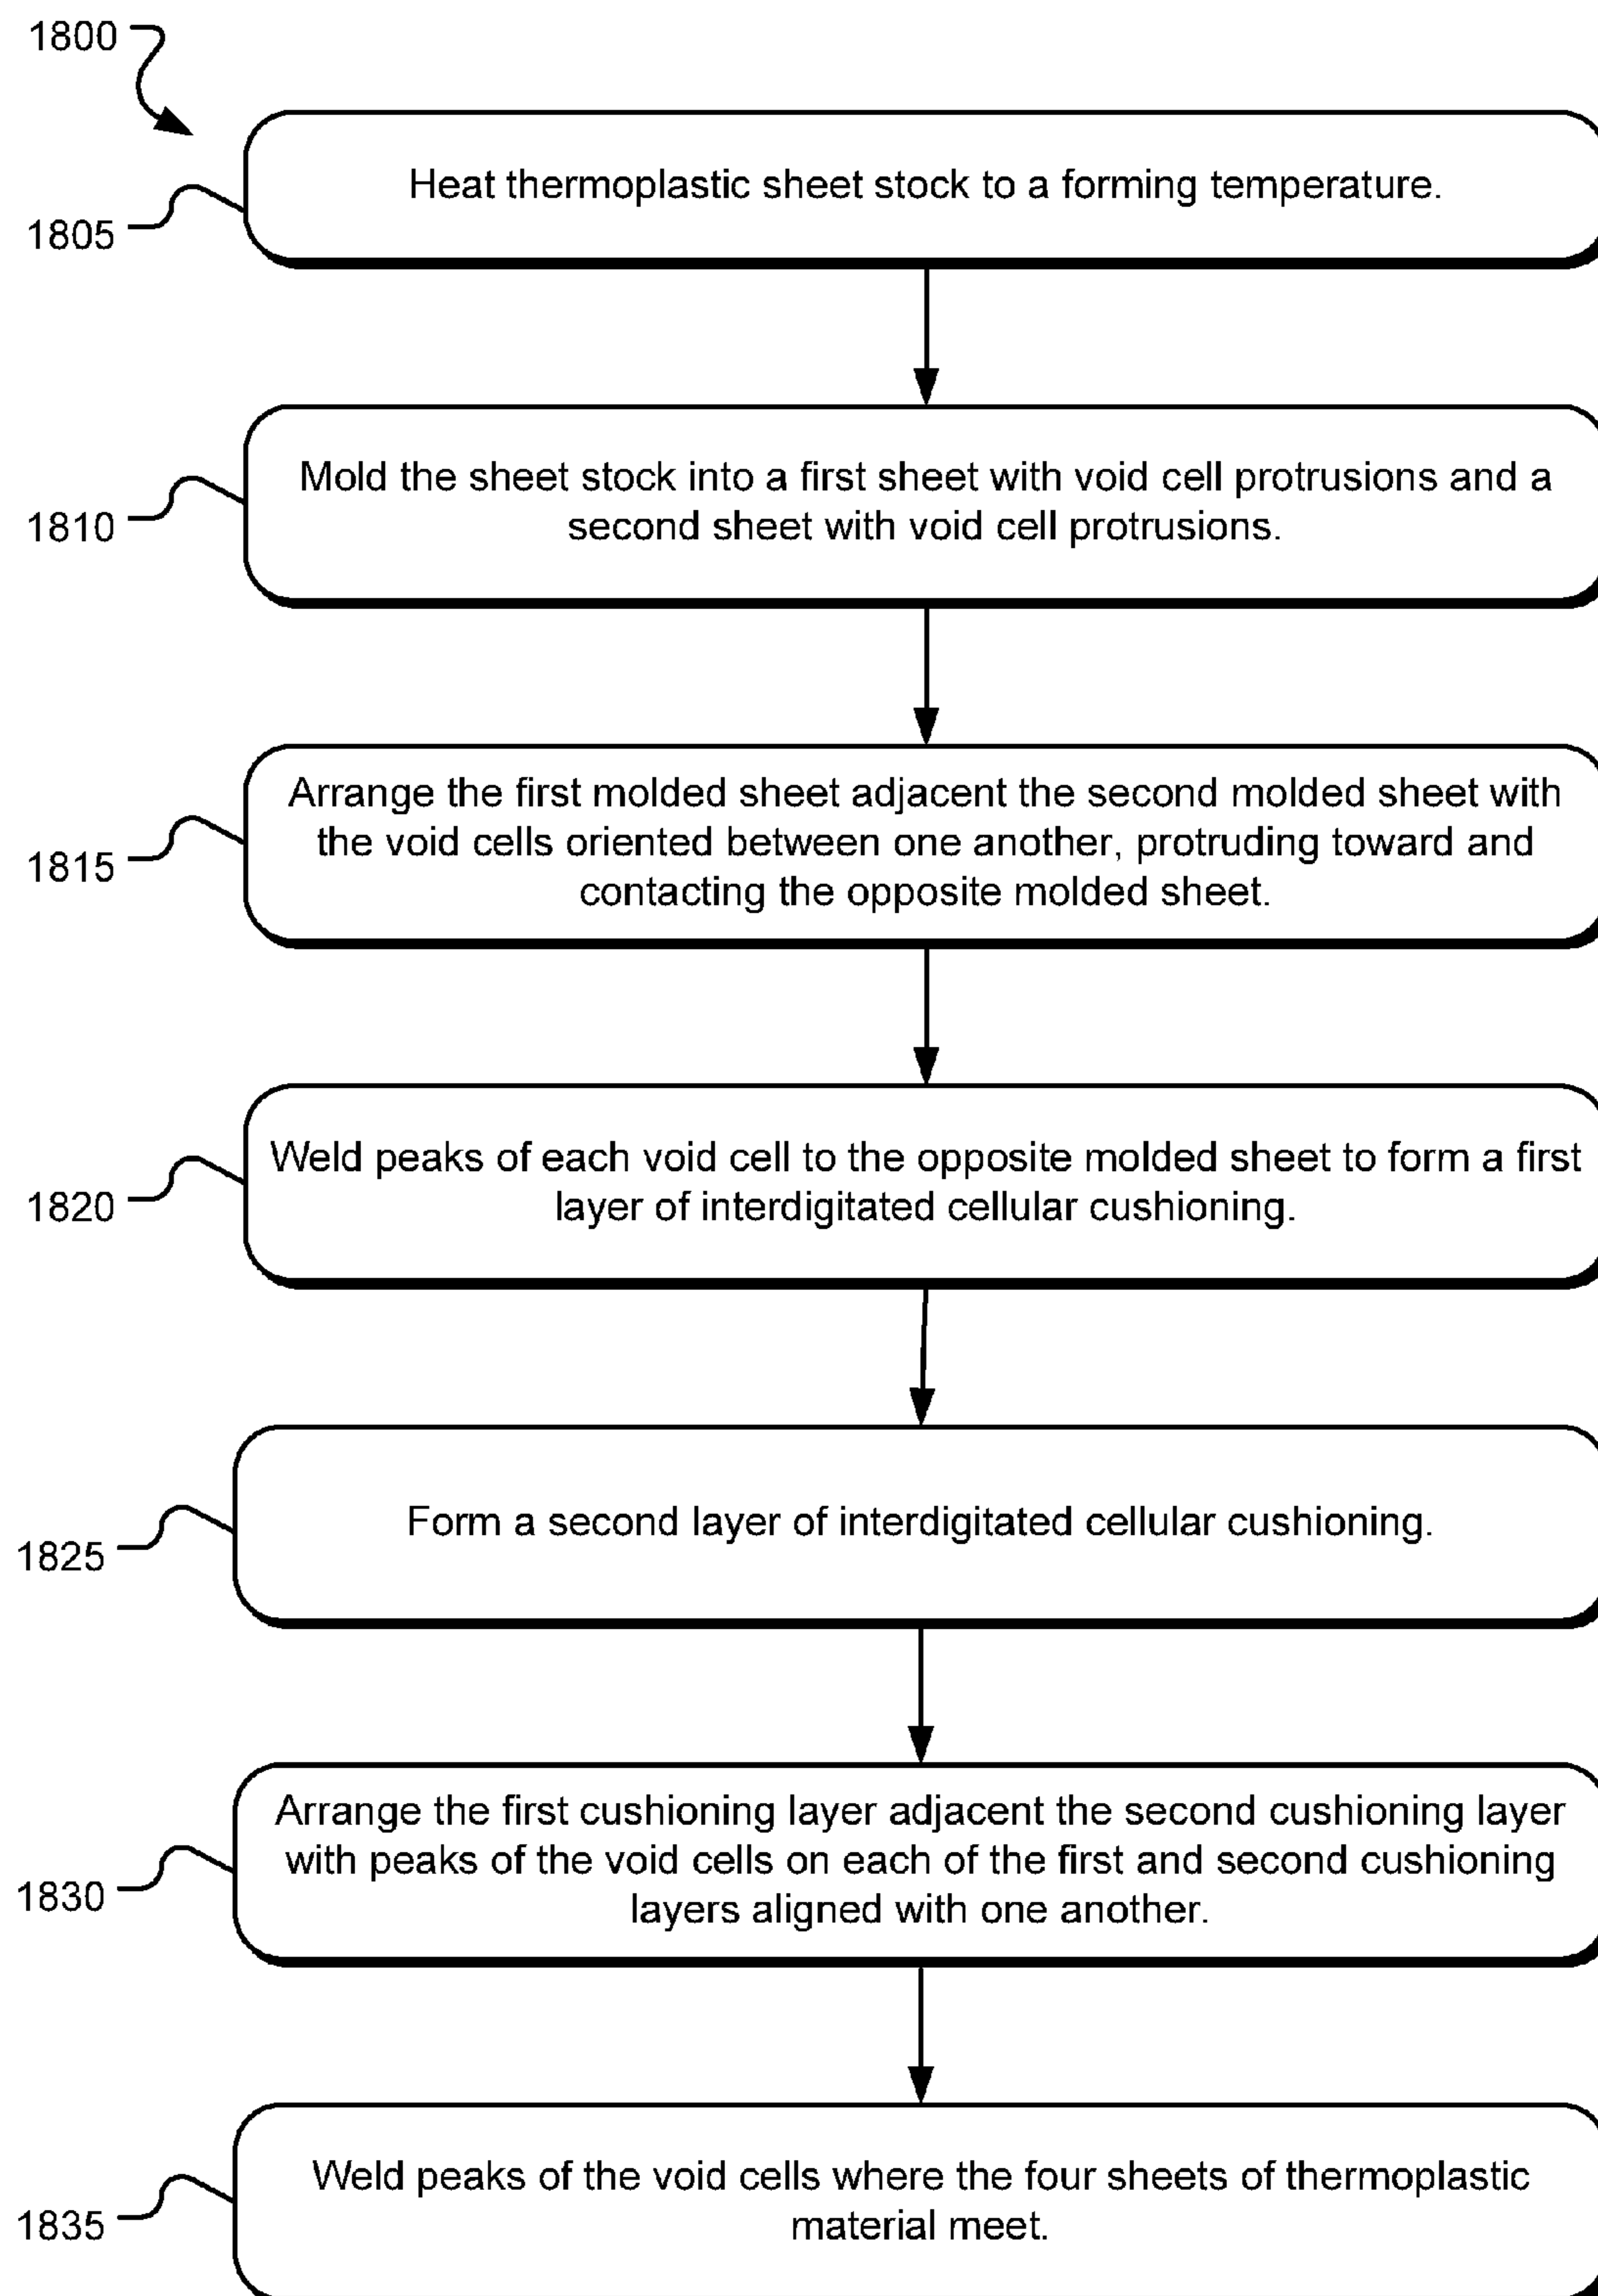 1800
Heat thermoplastic sheet stock to a forming temperature.
1805
Mold the sheet stock into a first sheet with void cell protrusions and a
second sheet with void cell protrusions.
1810
Arrange the first molded sheet adjacent the second molded sheet with
the void cells oriented between one another, protruding toward and
contacting the opposite molded sheet.
1815
Weld peaks of each void cell to the opposite molded sheet to form a first
layer of interdigitated cellular cushioning.
1820
Form a second layer of interdigitated cellular cushioning.
1825
Arrange the first cushioning layer adjacent the second cushioning layer
with peaks of the void cells on each of the first and second cushioning
layers aligned with one another.
1830
Weld peaks of the void cells where the four sheets of thermoplastic
material meet.
1835